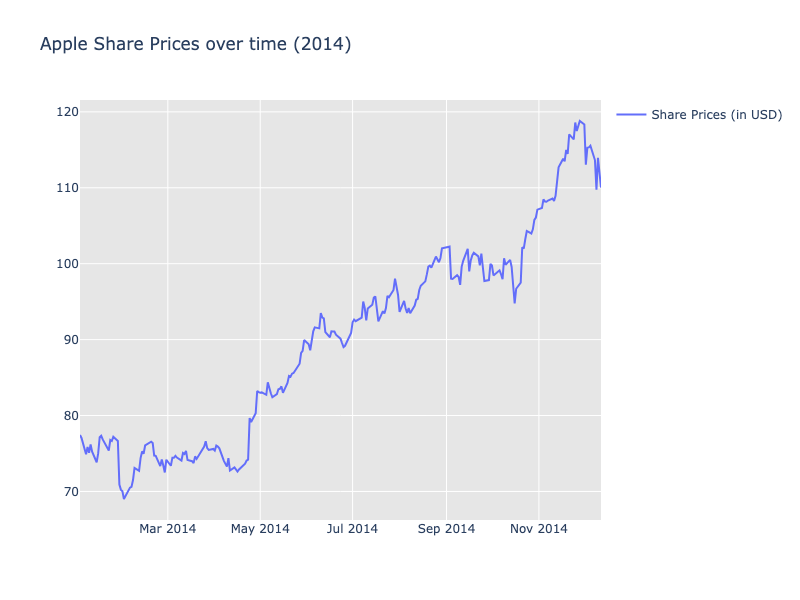 Apple Share Prices over time (2014)
Share Prices (in USD)
120
110
100
90
80
70
Mar 2014
May 2014
Jul 2014
Sep 2014
Nov 2014